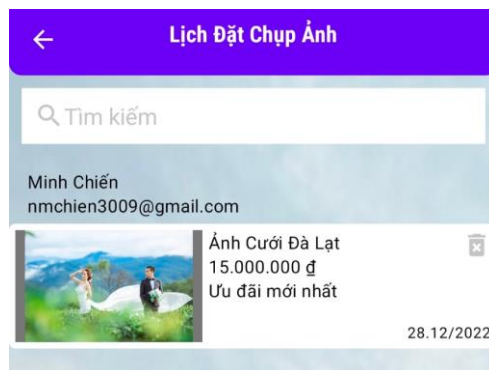 Lịch Đặt Chụp Ảnh
Tìm kiếm
Minh Chiến
nmchien3009@gmail.com
Ảnh Cưới Đà Lạt
15.000.000 ₫
Ưu đãi mới nhất
28.12/2022